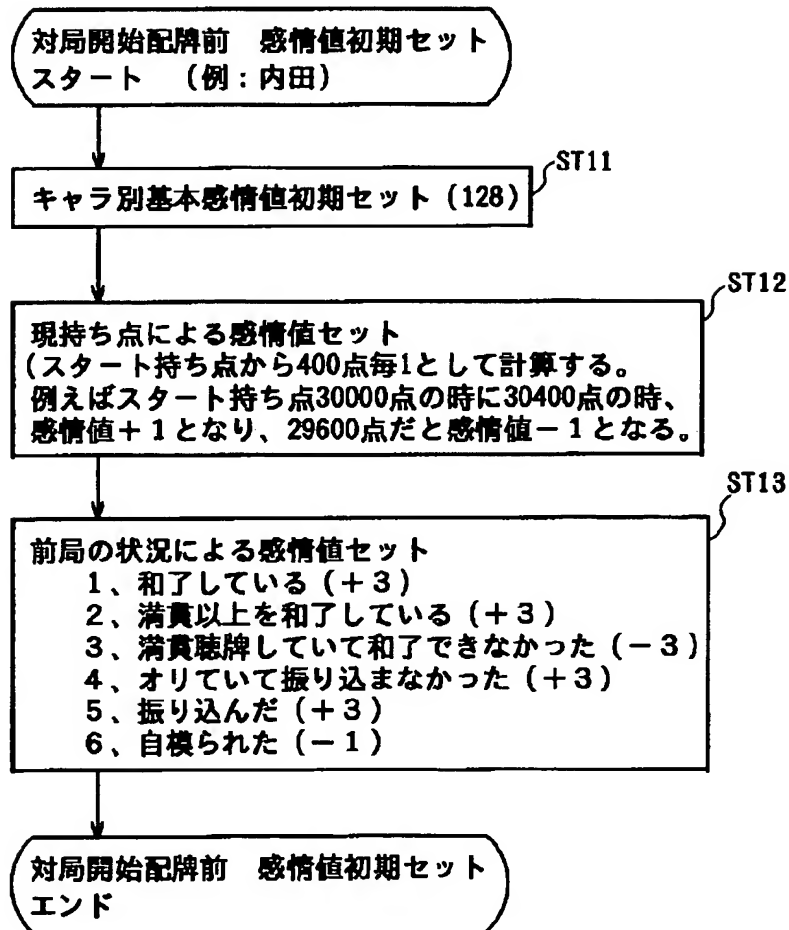 対局開始配牌前　感情値初期セット
スタート　（例：内田）
ST11
キャラ別基本感情値初期セット（128）
ST12
現持ち点による感情値セット
（スタート持ち点から400点毎1として計算する。
例えばスタート持ち点30000点の時に30400点の時、
感情値＋１となり、29600点だと感情値－１となる。
ST13
前局の状況による感情値セット
１、和了している（＋３）
２、満貫以上を和了している（＋３）
３、満貫聴牌していて和了できなかった（－３）
４、オリていて振り込まなかった（＋３）
５、振り込んだ（＋３）
６、自模られた（－１）
対局開始配牌前　感情値初期セット
エンド